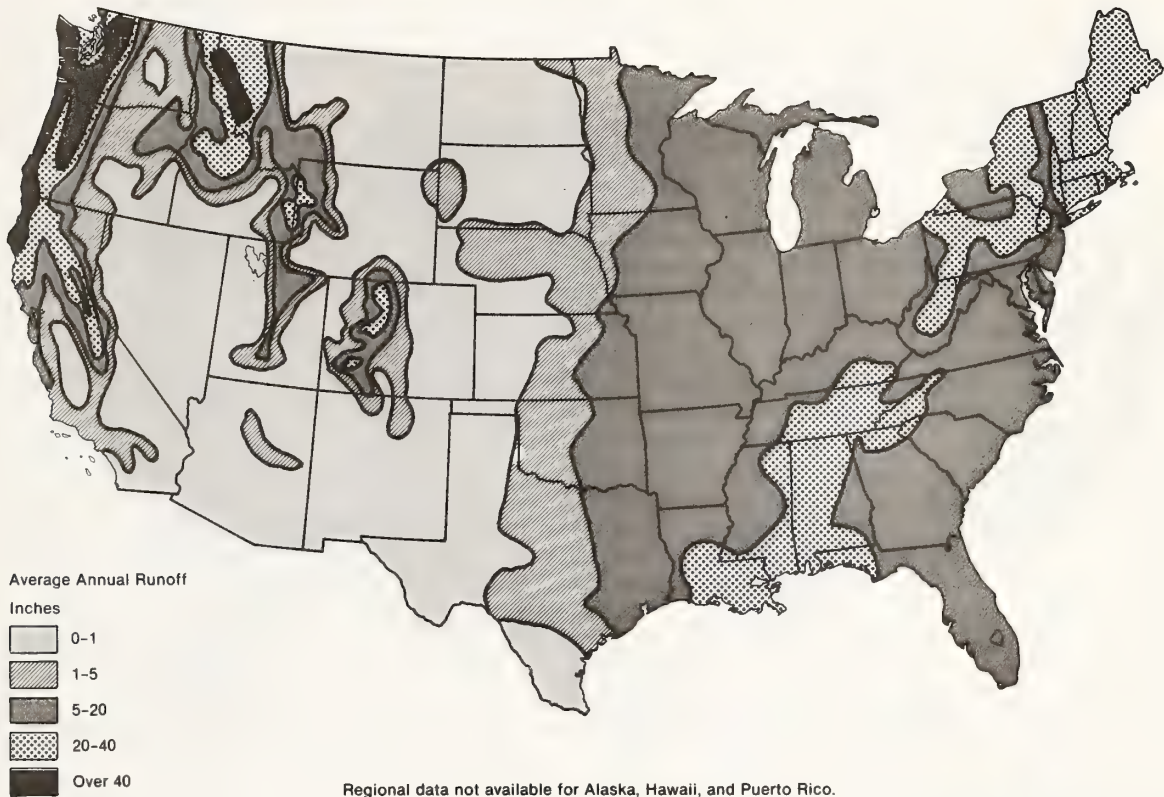 Average Annual Runoff
Inches
0-1
1-5
5-20
20-40
Over 40
Regional data not available for Alaska, Hawaii, and Puerto Rico.